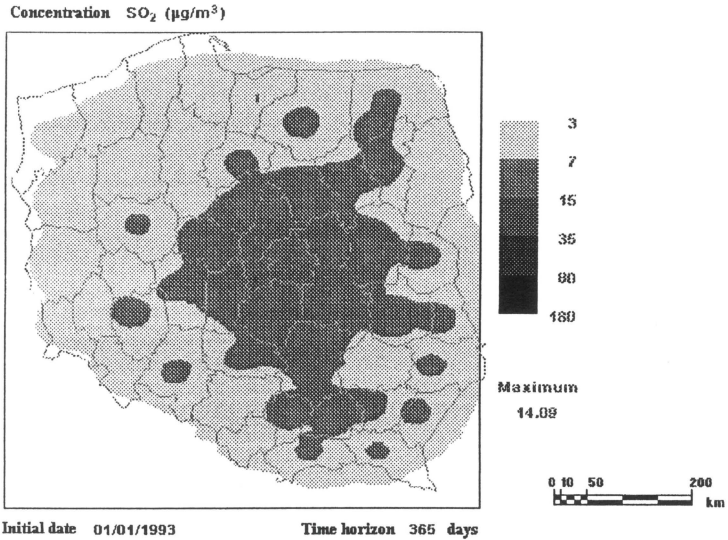 Concentration SO₂ (µg/m³)
3
7
15
35
80
160
Maximum
14.09
0 10 50 200
km
Initial date 01/01/1993 Time horizon 365 days